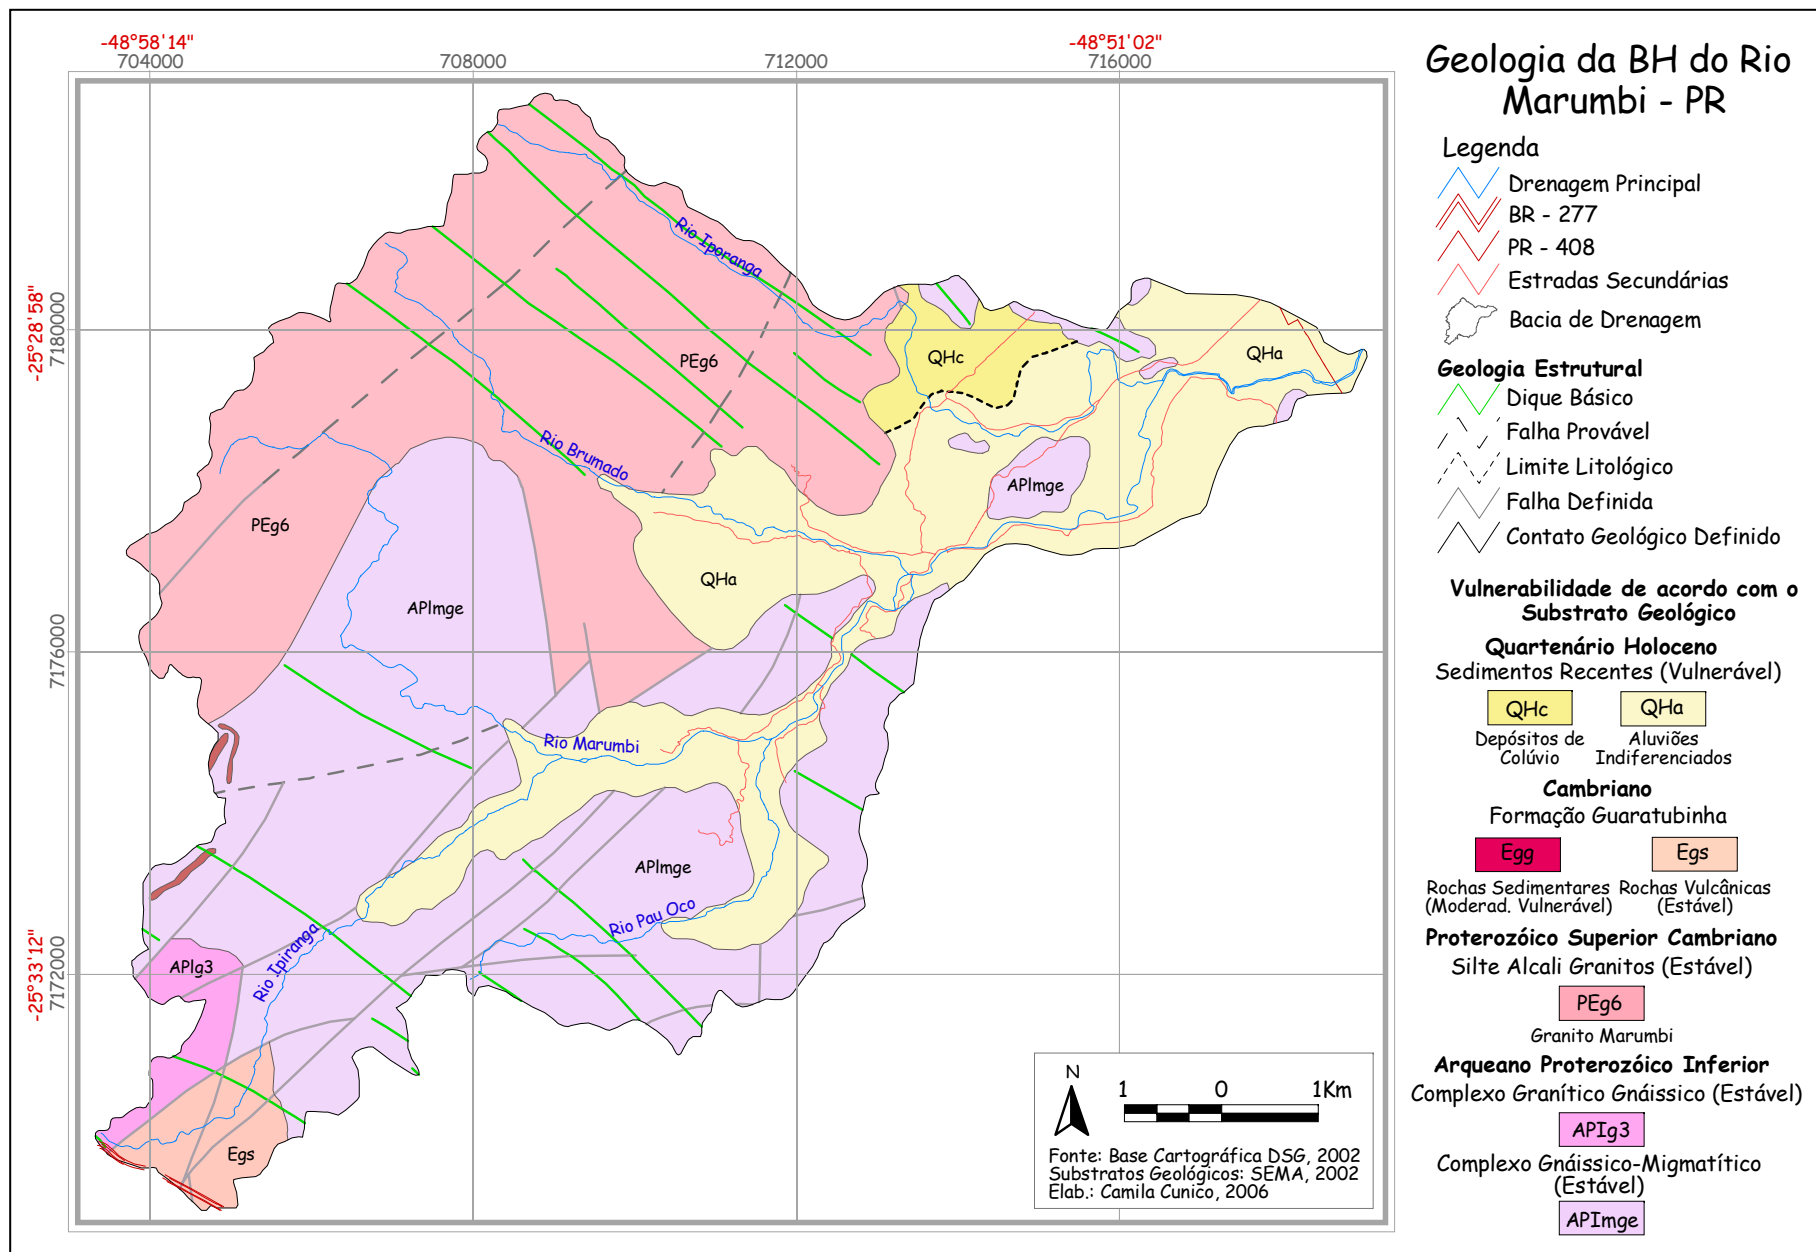 -48°58'14"
-48°51'02"
704000
708000
712000
716000
-25°28'58"
7180000
7176000
-25°33'12"
7172000
Rio Iporanga
PEg6
QHc
QHa
Rio Brumado
APImge
PEg6
QHa
APImge
Rio Marumbi
APImge
Rio Pau Oco
Rio Ipiranga
APIg3
Egs
N
1 0 1Km
Fonte: Base Cartográfica DSG, 2002
Substratos Geológicos: SEMA, 2002
Elab.: Camila Cunico, 2006
Geologia da BH do Rio
Marumbi - PR
Legenda
Drenagem Principal
BR - 277
PR - 408
Estradas Secundárias
Bacia de Drenagem
Geologia Estrutural
Dique Básico
Falha Provável
Limite Litológico
Falha Definida
Contato Geológico Definido
Vulnerabilidade de acordo com o
Substrato Geológico
Quartenário Holoceno
Sedimentos Recentes (Vulnerável)
QHc QHa
Depósitos de Aluviões
Colúvio Indiferenciados
Cambriano
Formação Guaratubinha
Egg Egs
Rochas Sedimentares Rochas Vulcânicas
(Moderad. Vulnerável) (Estável)
Proterozóico Superior Cambriano
Silte Alcali Granitos (Estável)
PEg6
Granito Marumbi
Arqueano Proterozóico Inferior
Complexo Granítico Gnáissico (Estável)
APIg3
Complexo Gnáissico-Migmatítico
(Estável)
APImge